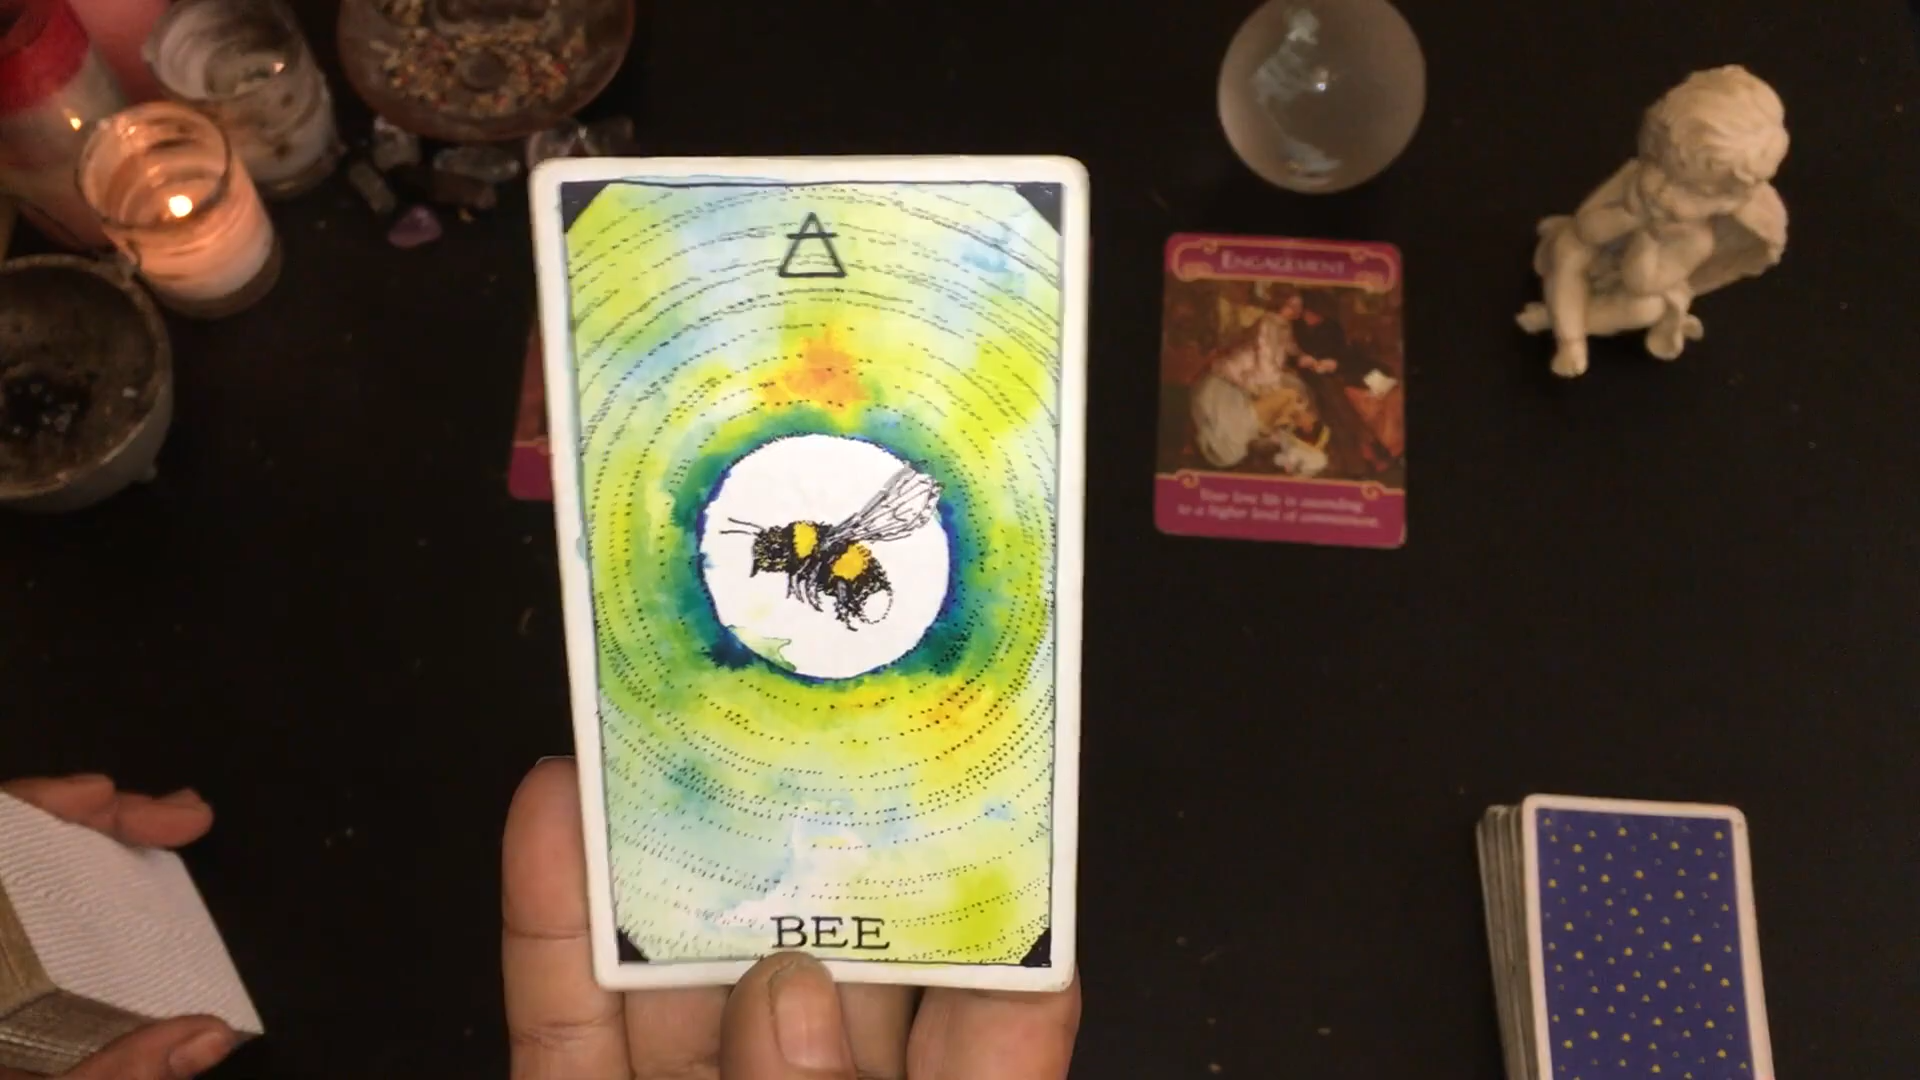 BEE
ENGAGEMENT
Your love life is ascending
to a higher level of commitment.